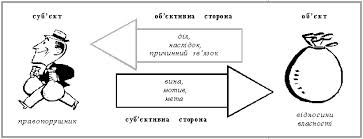 суб'єкт
об'єктивна сторона
об'єкт
дія,
наслідок,
причинний зв'язок
вина,
мотив,
мета
правопорушник
суб'єктивна сторона
відносини
власності